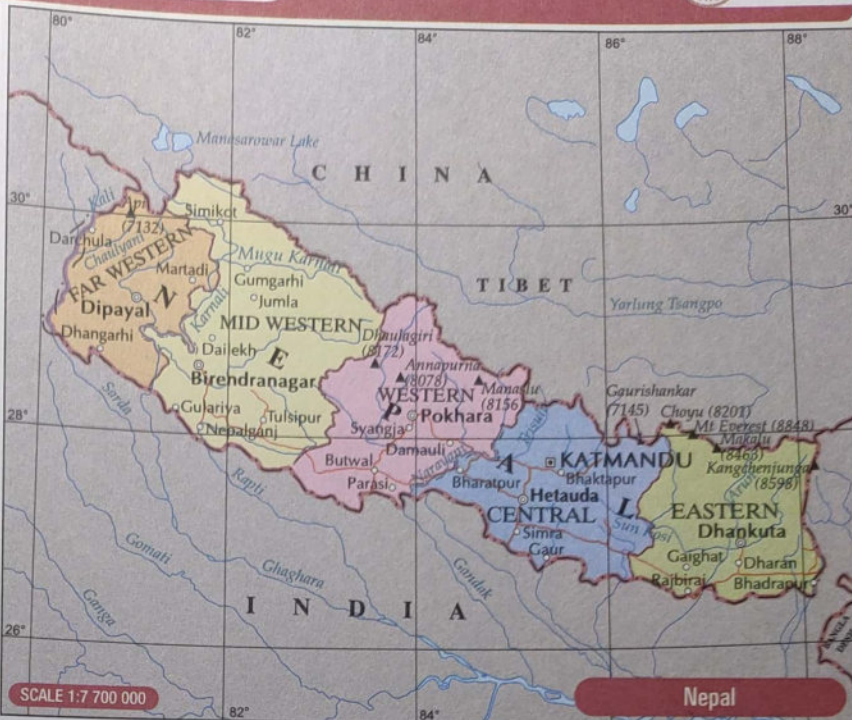 80°
82°
84°
86°
88°
Manasarowar Lake
CHINA
30°
30°
Kali
Api
(7132)
Simikot
Darchula
Chaulyani
FAR WESTERN
Martadi
Mugu Karnali
Gumgarhi
TIBET
Dipayal
Jumla
Yarlung Tsangpo
Karnali
NEPAL
Dhangarhi
MID WESTERN
Dhaulagiri
(8172)
Dailekh
Annapurna
(8078)
Birendranagar
Manaslu
(8156
Gaurishankar
(7145)
Sarda
WESTERN
Choyu (8201)
28°
Gulariya
Tulsipur
Pokhara
Trisuli
Mt Everest (8848)
Nepalganj
Syangja
Makalu
(8463)
Damauli
KATMANDU
Kangchenjunga
(8598)
Butwal
Narayani
Bhaktapur
Arun
Rapti
Parasi
Bharatpur
Hetauda
CENTRAL
EASTERN
Sun Kosi
Dhankuta
Gomati
Simra
Gaur
Gaighat
Dharan
Ghaghara
Gandak
Rajbiraj
Bhadrapur
Ganga
INDIA
26°
SCALE 1:7 700 000
Nepal
82°
84°